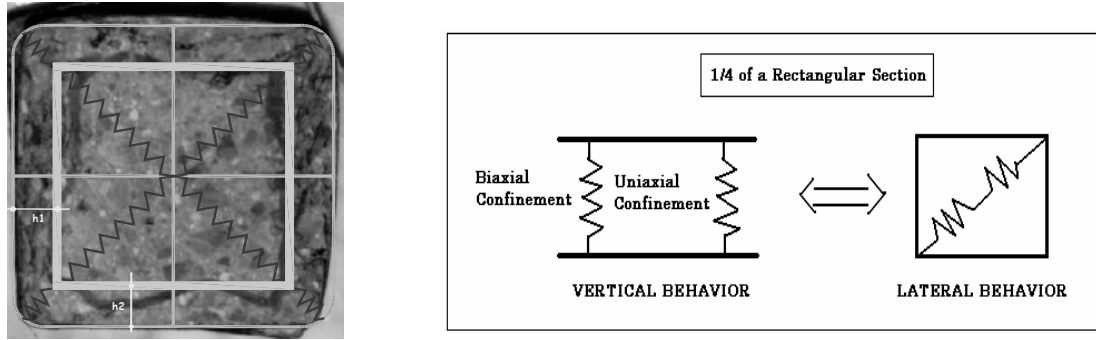 h1
h2
1/4 of a Rectangular Section
Biaxial
Confinement
Uniaxial
Confinement
VERTICAL BEHAVIOR
LATERAL BEHAVIOR